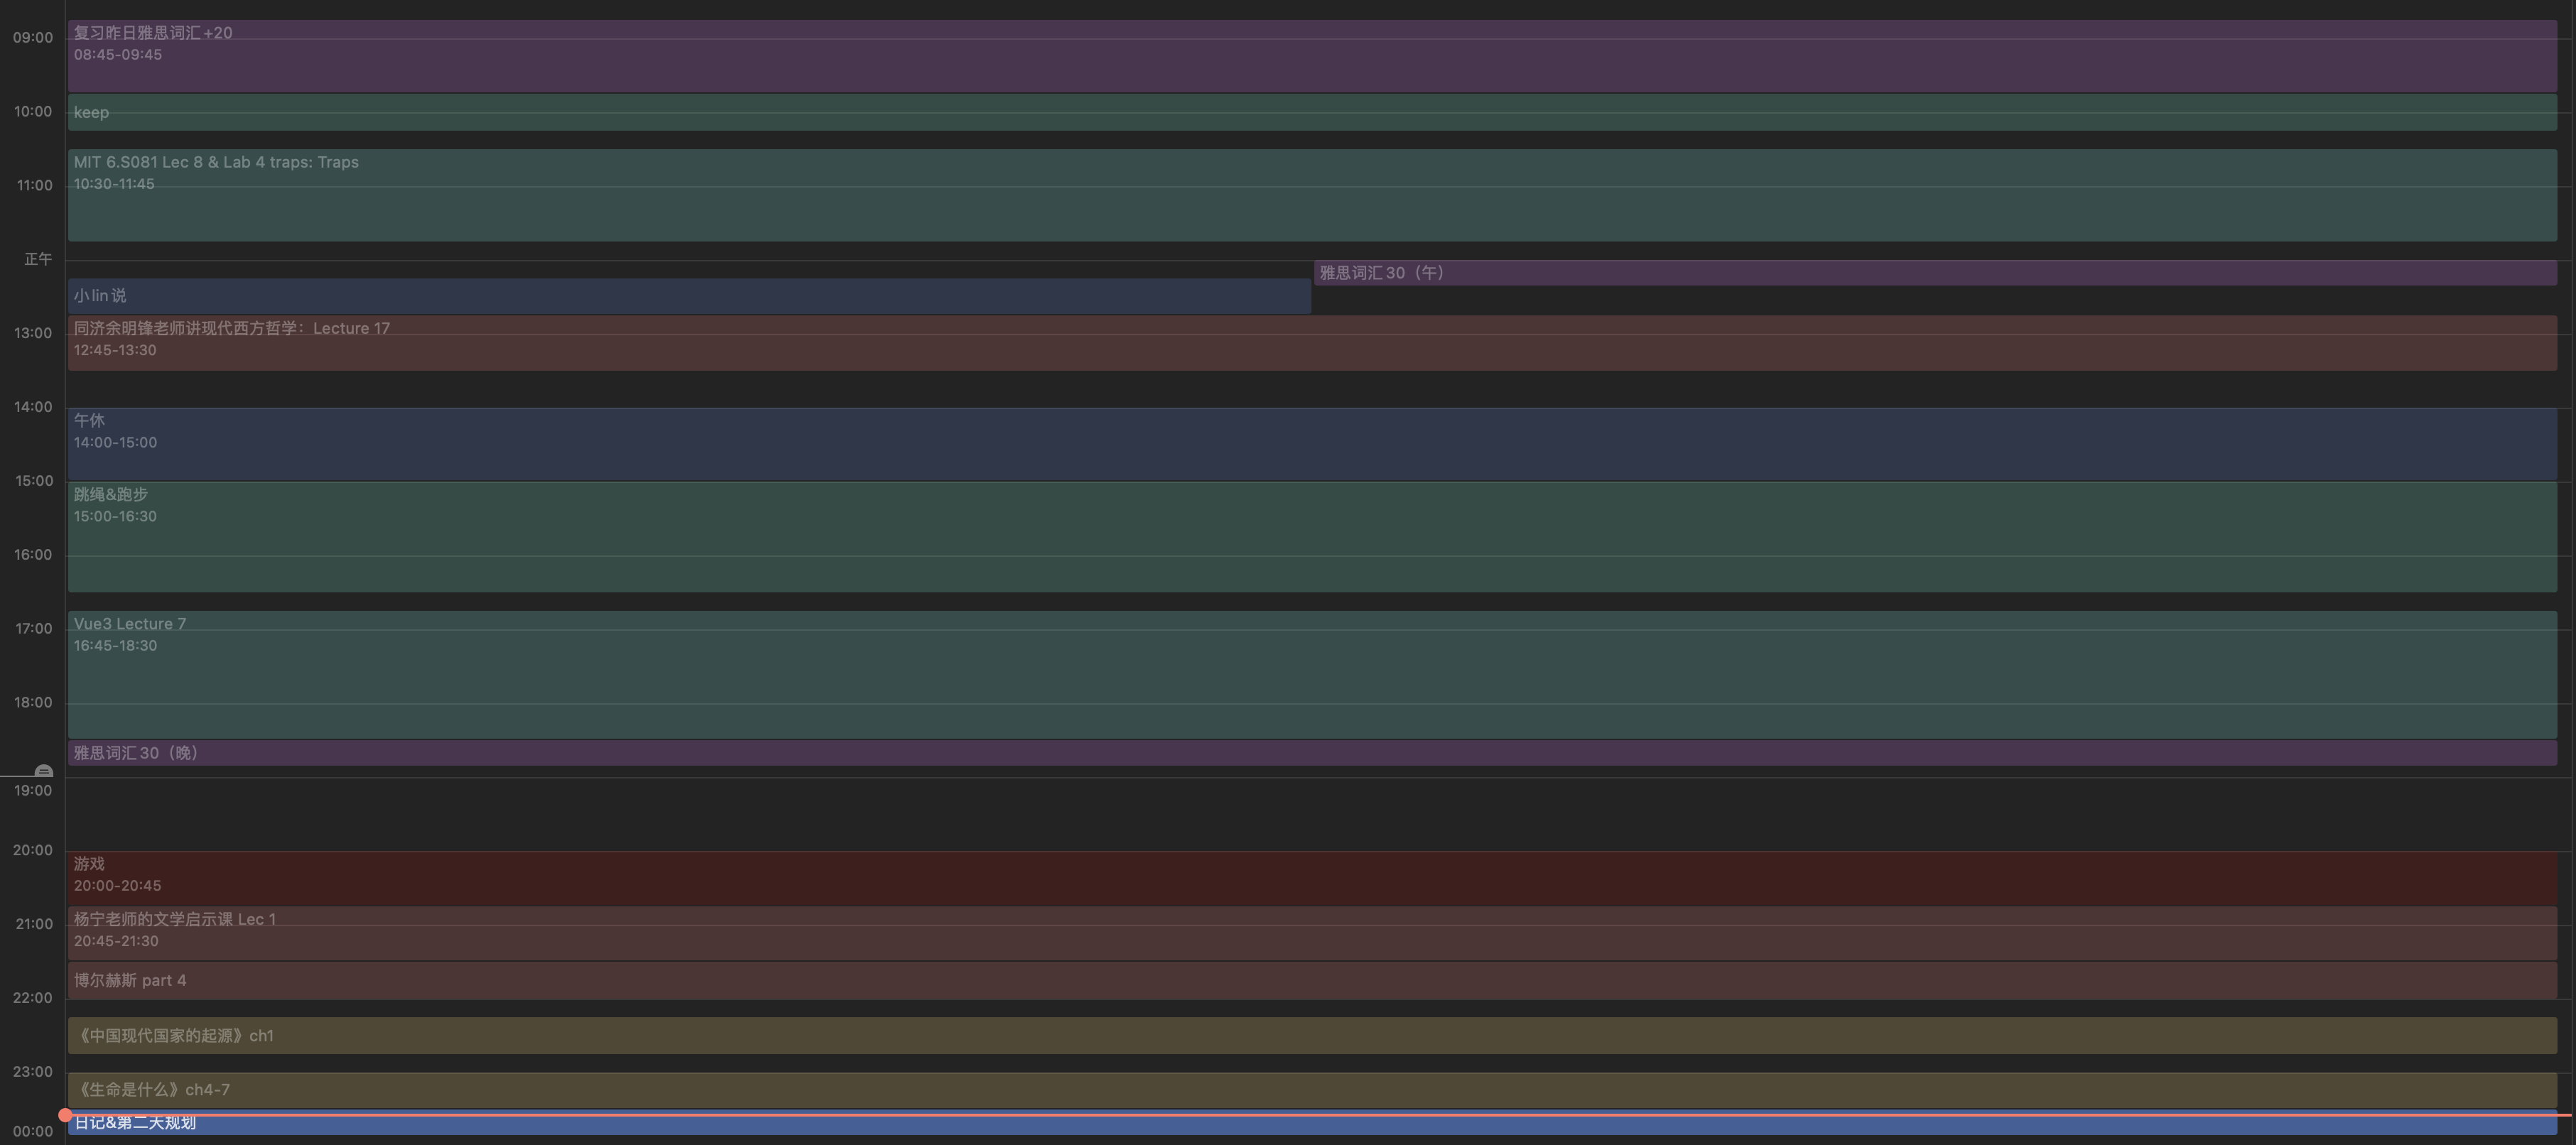 09:00
复习昨日雅思词汇+20
08:45-09:45
10:00
keep
MIT 6.S081 Lec 8 & Lab 4 traps: Traps
11:00
10:30-11:45
正午
雅思词汇30（午）
小lin说
13:00
同济余明锋老师讲现代西方哲学：Lecture 17
12:45-13:30
14:00
午休
14:00-15:00
15:00
跳绳&跑步
15:00-16:30
16:00
17:00
Vue3 Lecture 7
16:45-18:30
18:00
雅思词汇30（晚）
19:00
20:00
游戏
20:00-20:45
21:00
杨宁老师的文学启示课 Lec 1
20:45-21:30
博尔赫斯 part 4
22:00
《中国现代国家的起源》ch1
23:00
《生命是什么》ch4-7
日记&第二天规划
00:00